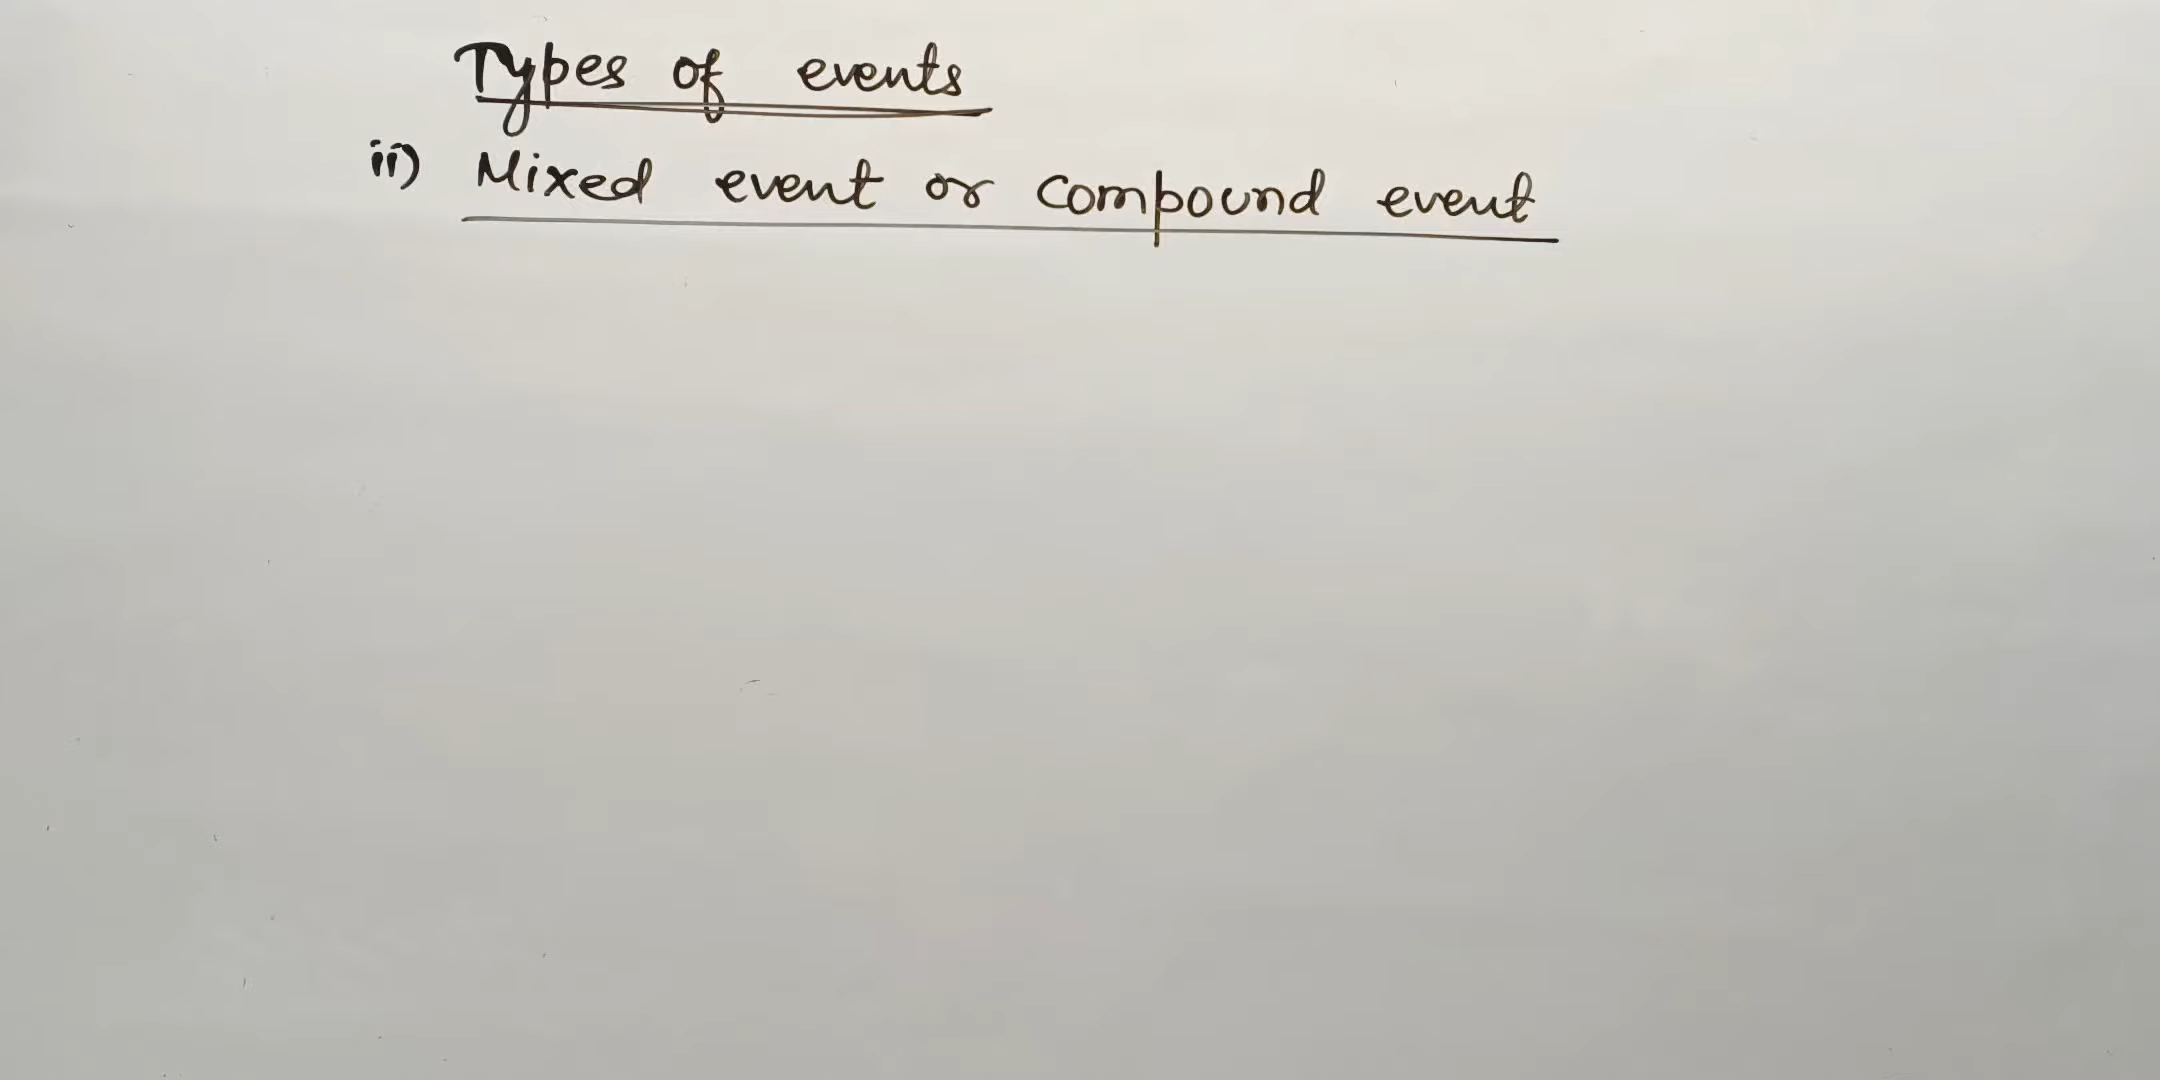 Types of events
ii) Mixed event or compound event